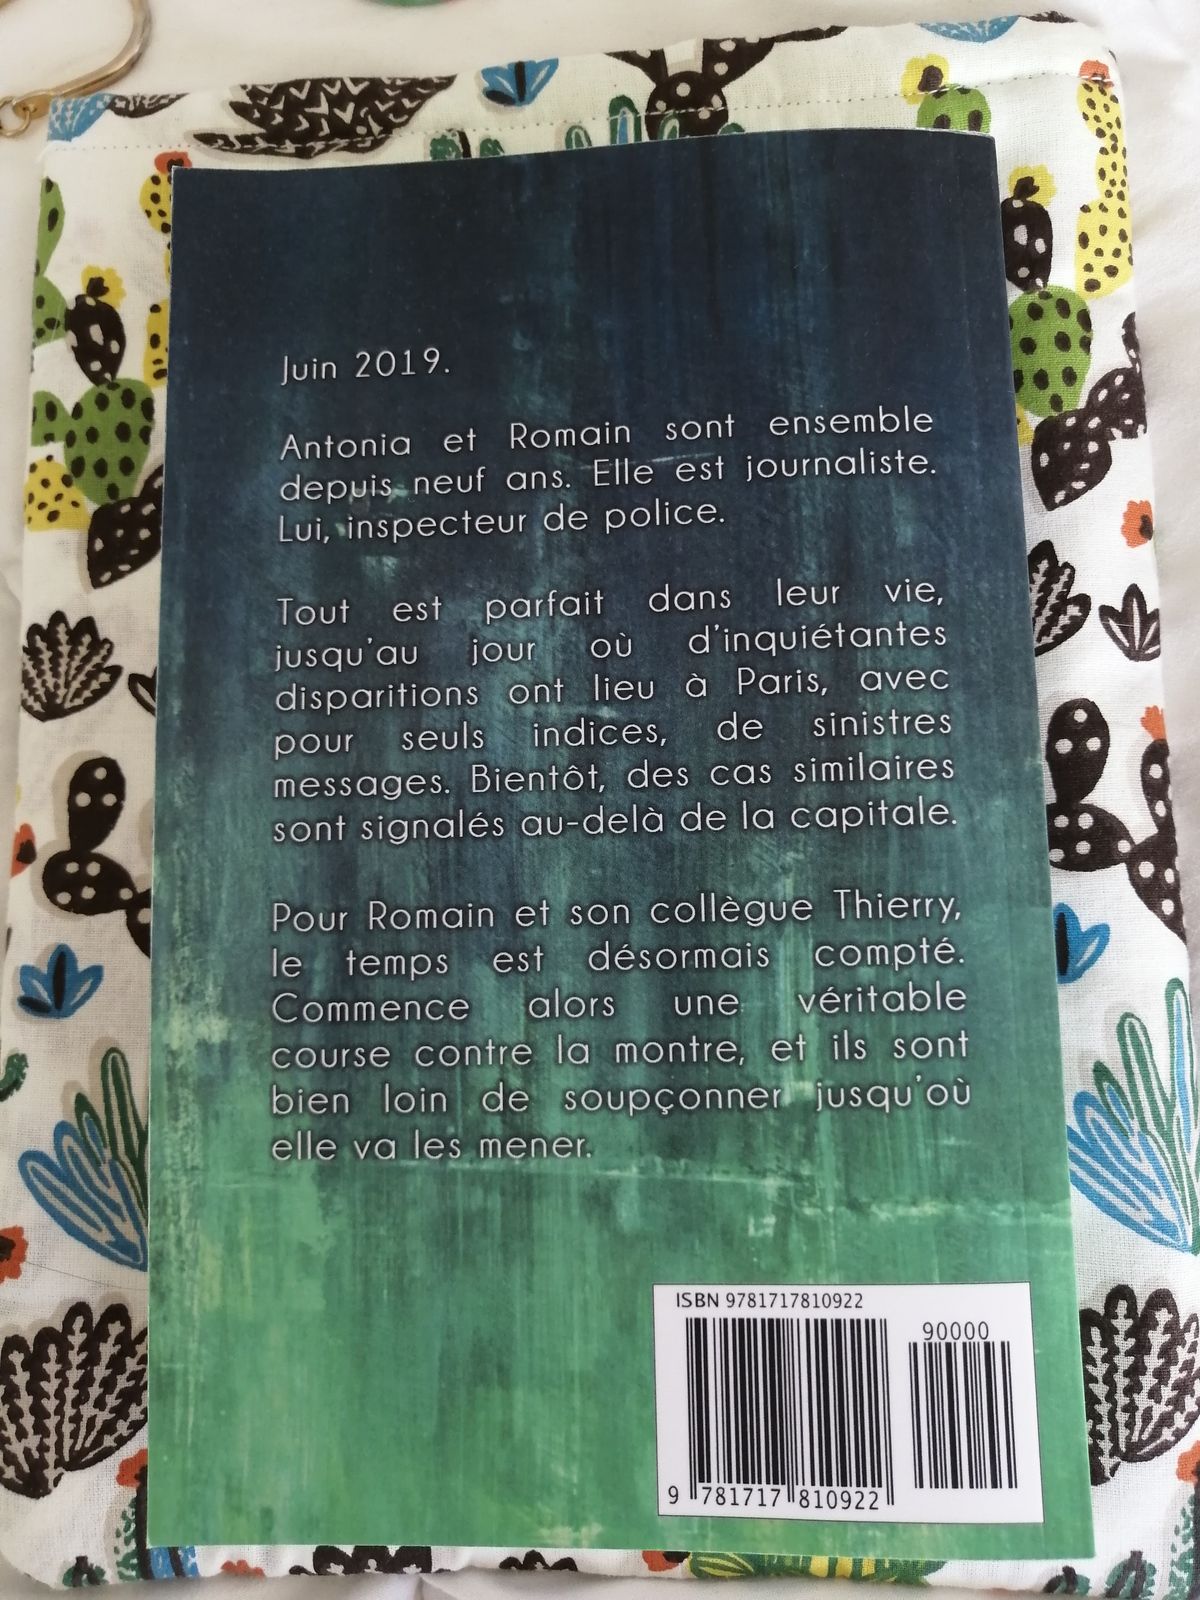 Juin 2019.
Antonia et Romain sont ensemble
depuis neuf ans. Elle est journaliste.
Lui, inspecteur de police.
Tout est parfait dans leur vie,
jusqu'au jour où d'inquiétantes
disparitions ont lieu à Paris, avec
pour seuls indices, de sinistres
messages. Bientôt, des cas similaires
sont signalés au-delà de la capitale.
Pour Romain et son collègue Thierry,
le temps est désormais compté.
Commence alors une véritable
course contre la montre, et ils sont
bien loin de soupçonner jusqu'où
elle va les mener.
ISBN 9781717810922
90000
9 781717 810922